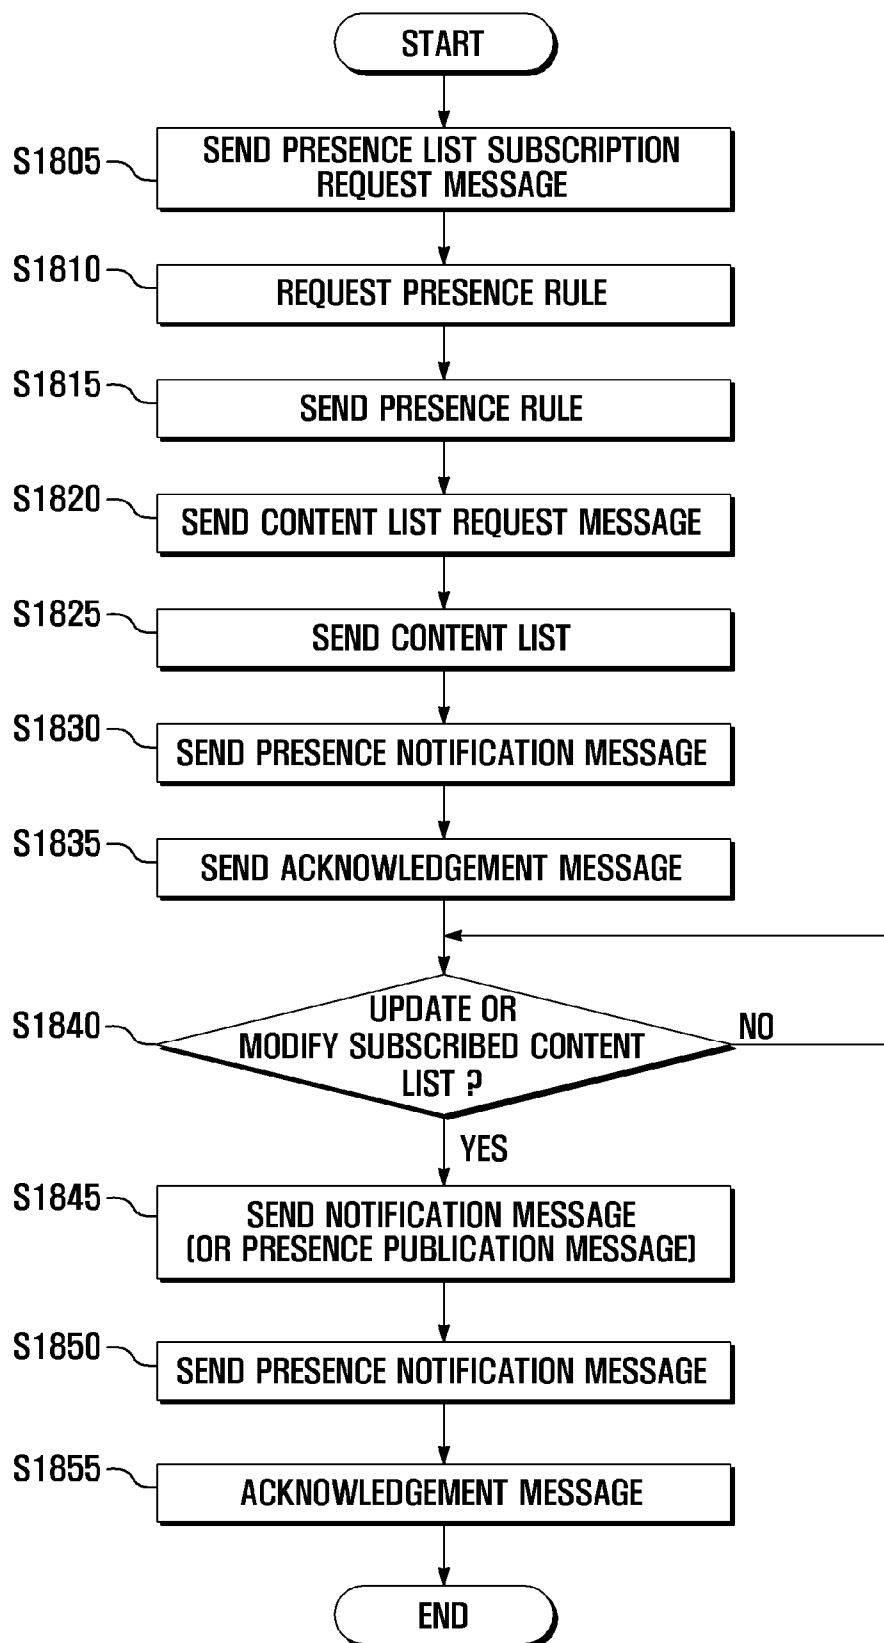 START
S1805
SEND PRESENCE LIST SUBSCRIPTION
REQUEST MESSAGE
S1810
REQUEST PRESENCE RULE
S1815
SEND PRESENCE RULE
S1820
SEND CONTENT LIST REQUEST MESSAGE
S1825
SEND CONTENT LIST
S1830
SEND PRESENCE NOTIFICATION MESSAGE
S1835
SEND ACKNOWLEDGEMENT MESSAGE
S1840
UPDATE OR
MODIFY SUBSCRIBED CONTENT
LIST ?
NO
YES
S1845
SEND NOTIFICATION MESSAGE
(OR PRESENCE PUBLICATION MESSAGE)
S1850
SEND PRESENCE NOTIFICATION MESSAGE
S1855
ACKNOWLEDGEMENT MESSAGE
END